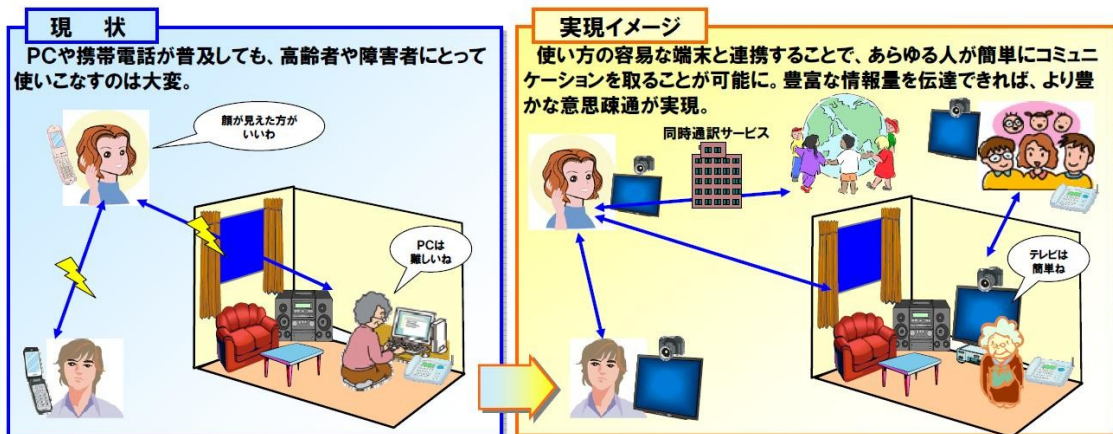 現 状
PCや携帯電話が普及しても、高齢者や障害者にとって
使いこなすのは大変。
顔が見えた方が
いいわ
PCは
難しいね
実現イメージ
使い方の容易な端末と連携することで、あらゆる人が簡単にコミュニ
ケーションを取ることが可能に。豊富な情報量を伝達できれば、より豊
かな意思疎通が実現。
同時通訳サービス
テレビは
簡単ね